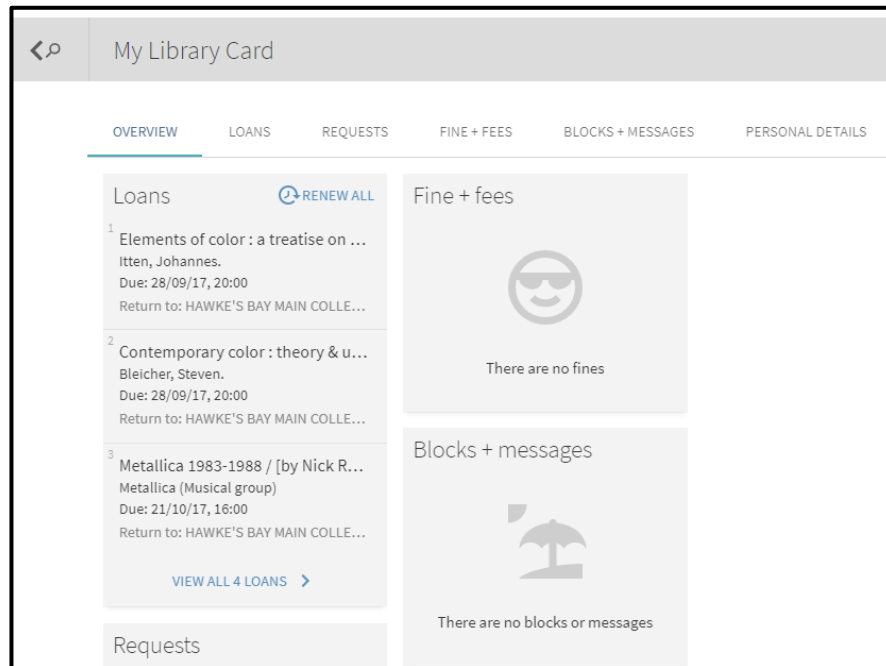 My Library Card
OVERVIEW LOANS REQUESTS FINE + FEES BLOCKS + MESSAGES PERSONAL DETAILS
Loans RENEW ALL
1
Elements of color : a treatise on ...
Itten, Johannes.
Due: 28/09/17, 20:00
Return to: HAWKE'S BAY MAIN COLLE...
2
Contemporary color : theory & u...
Bleicher, Steven.
Due: 28/09/17, 20:00
Return to: HAWKE'S BAY MAIN COLLE...
3
Metallica 1983-1988 / [by Nick R...
Metallica (Musical group)
Due: 21/10/17, 16:00
Return to: HAWKE'S BAY MAIN COLLE...
VIEW ALL 4 LOANS
Requests
Fine + fees
There are no fines
Blocks + messages
There are no blocks or messages